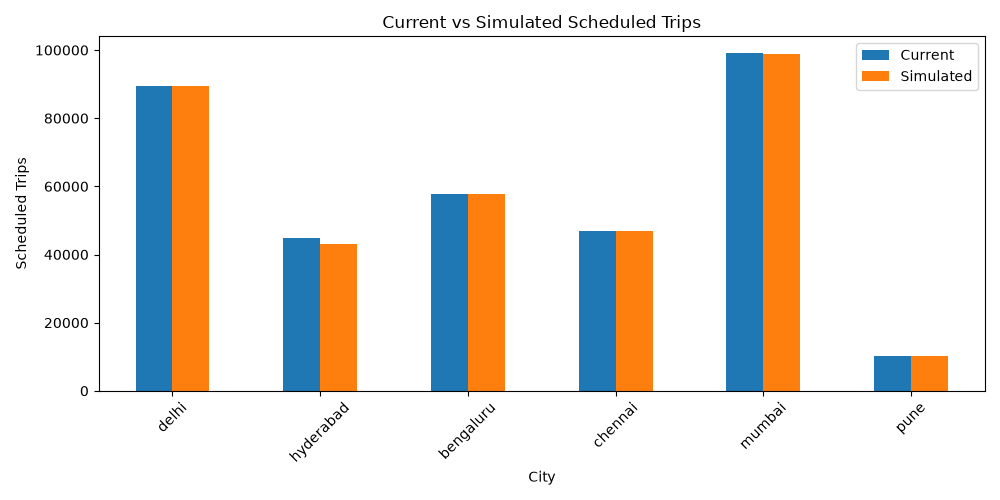 Current vs Simulated Scheduled Trips
Current
Simulated
Scheduled Trips
100000
80000
60000
40000
20000
0
delhi
hyderabad
bengaluru
chennai
mumbai
pune
City